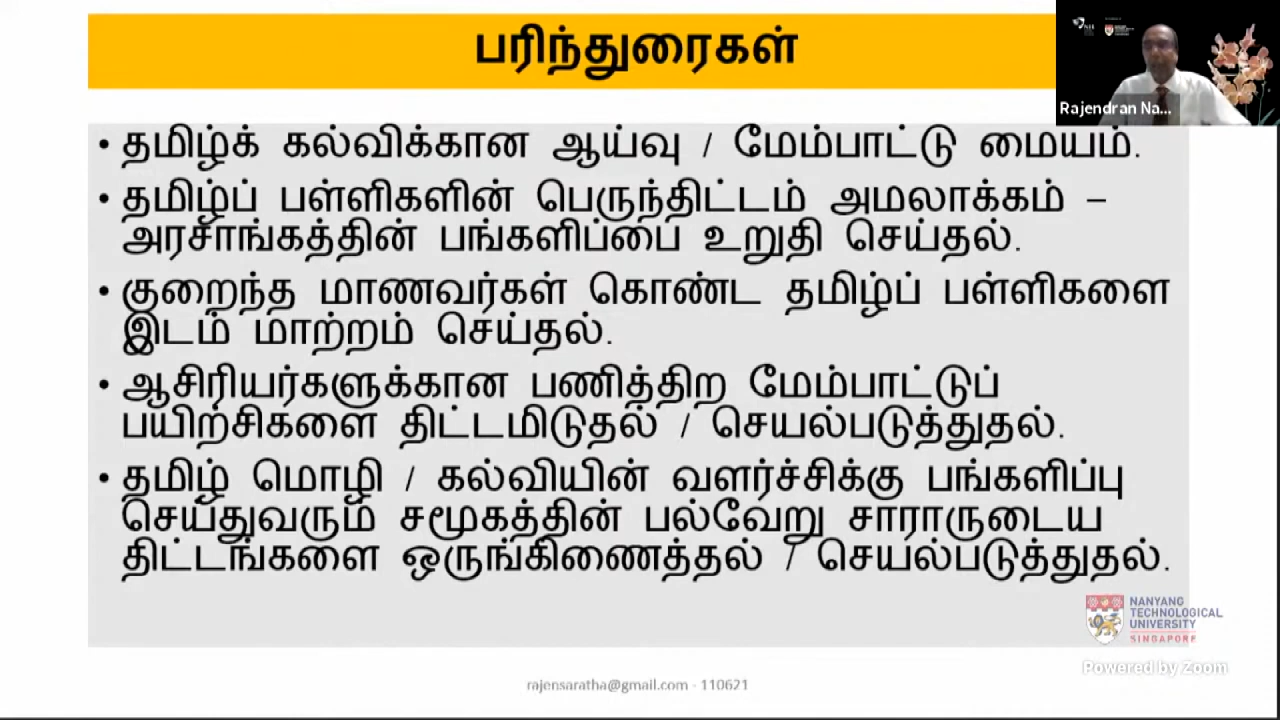 பரிந்துரைகள்
Rajendran Na...
• தமிழ்க் கல்விக்கான ஆய்வு / மேம்பாட்டு மையம்.
• தமிழ்ப் பள்ளிகளின் பெருந்திட்டம் அமலாக்கம் –
அரசாங்கத்தின் பங்களிப்பை உறுதி செய்தல்.
• குறைந்த மாணவர்கள் கொண்ட தமிழ்ப் பள்ளிகளை
இடம் மாற்றம் செய்தல்.
• ஆசிரியர்களுக்கான பணித்திற மேம்பாட்டுப்
பயிற்சிகளை திட்டமிடுதல் / செயல்படுத்துதல்.
• தமிழ் மொழி / கல்வியின் வளர்ச்சிக்கு பங்களிப்பு
செய்துவரும் சமூகத்தின் பல்வேறு சாராருடைய
திட்டங்களை ஒருங்கிணைத்தல் / செயல்படுத்துதல்.
NANYANG
TECHNOLOGICAL
UNIVERSITY
SINGAPORE
Powered by Zoom
rajensaratha@gmail.com - 110621